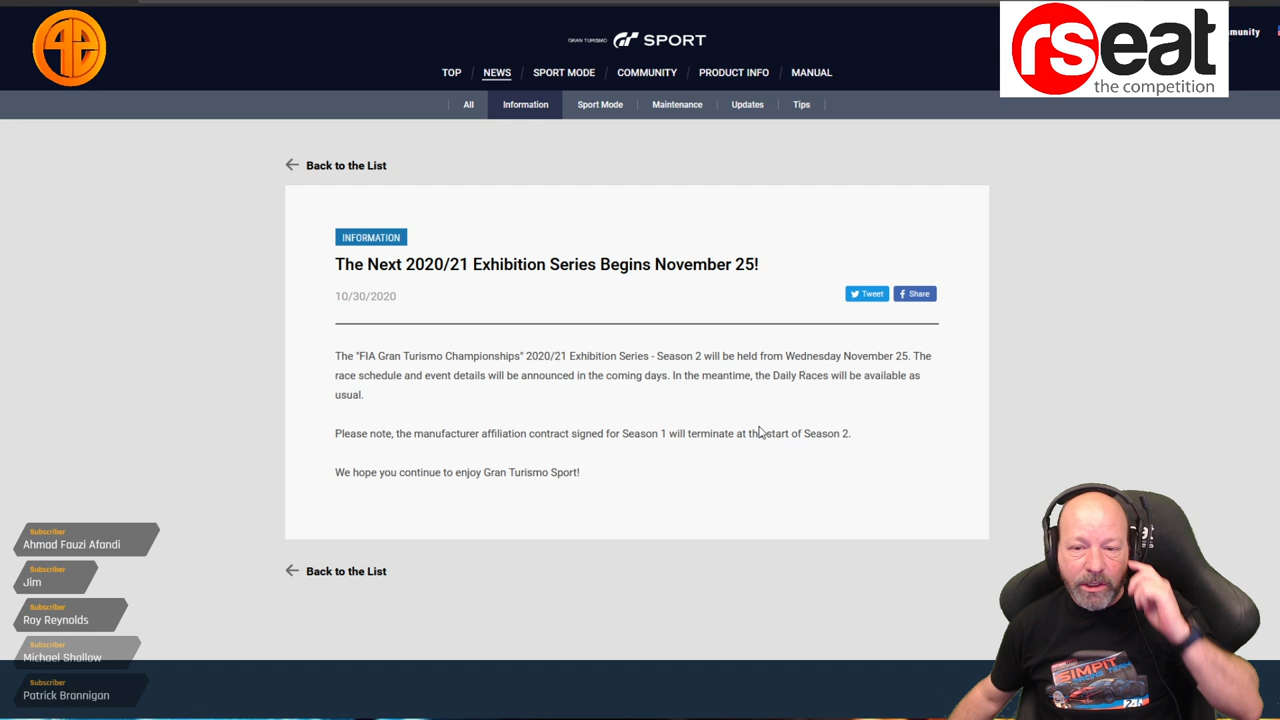 rseat
the competition
GRAN TURISMO GT SPORT
munity
TOP NEWS SPORT MODE COMMUNITY PRODUCT INFO MANUAL
All Information Sport Mode Maintenance Updates Tips
Back to the List
INFORMATION
The Next 2020/21 Exhibition Series Begins November 25!
10/30/2020
Tweet Share
The "FIA Gran Turismo Championships" 2020/21 Exhibition Series - Season 2 will be held from Wednesday November 25. The
race schedule and event details will be announced in the coming days. In the meantime, the Daily Races will be available as
usual.
Please note, the manufacturer affiliation contract signed for Season 1 will terminate at the start of Season 2.
We hope you continue to enjoy Gran Turismo Sport!
Back to the List
Subscriber
Ahmad Fauzi Afandi
Subscriber
Jim
Subscriber
Roy Reynolds
Subscriber
Michael Shallow
Subscriber
Patrick Brannigan
SIMPIT
RACING TEAM